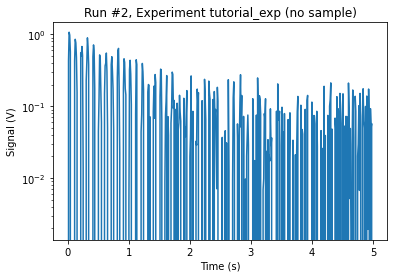 Run #2, Experiment tutorial_exp (no sample)
Signal (V)
10⁰
10⁻¹
10⁻²
0 1 2 3 4 5
Time (s)